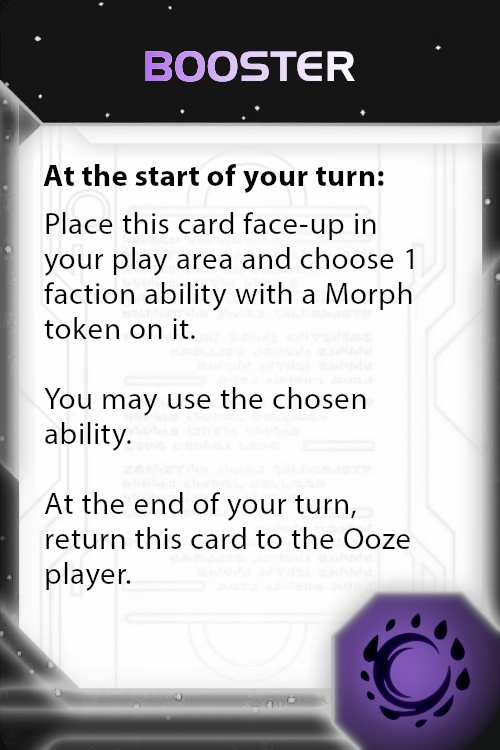 BOOSTER
At the start of your turn:
Place this card face-up in
your play area and choose 1
faction ability with a Morph
token on it.
You may use the chosen
ability.
At the end of your turn,
return this card to the Ooze
player.